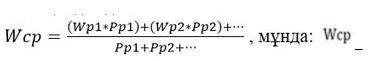 Wcp = (Wp1*Pp1)+(Wp2*Pp2)+⋯ / Pp1+Pp2+⋯ , мұнда: Wcp _